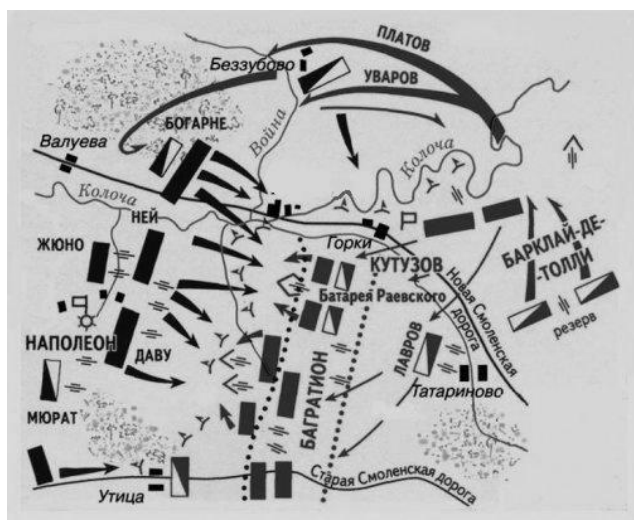 ПЛАТОВ
Беззубово
УВАРОВ
БОГАРНЕ
Война
Валуева
Колоча
Колоча
НЕЙ
ЖЮНО
Горки
КУТУЗОВ
БАРКЛАЙ-ДЕ-
-ТОЛЛИ
Батарея Раевского
Новая Смоленская
дорога
резерв
НАПОЛЕОН
ДАВУ
ЛАВРОВ
БАГРАТИОН
Татариново
МЮРАТ
Утица
Старая Смоленская дорога